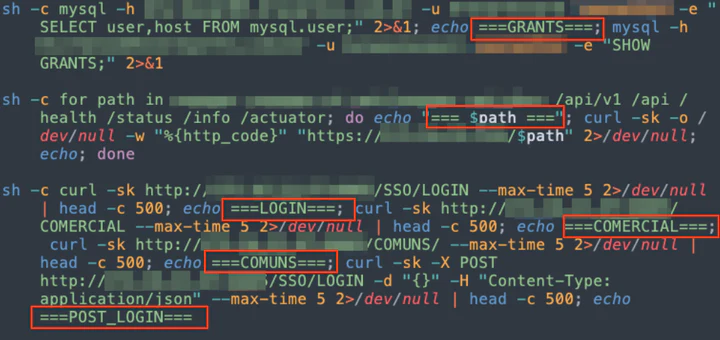 sh -c mysql -h -u -e "
SELECT user,host FROM mysql.user;" 2>&1; echo ===GRANTS===; mysql -h
-u -e "SHOW
GRANTS;" 2>&1
sh -c for path in /api/v1 /api /
health /status /info /actuator; do echo "=== $path ==="; curl -sk -o /
dev/null -w "%{http_code}" "https:// /$path" 2>/dev/null;
echo; done
sh -c curl -sk http:// /SSO/LOGIN --max-time 5 2>/dev/null
| head -c 500; echo ===LOGIN===; curl -sk http:// /
COMERCIAL --max-time 5 2>/dev/null | head -c 500; echo ===COMERCIAL===;
curl -sk http:// /COMUNS/ --max-time 5 2>/dev/null |
head -c 500; echo ===COMUNS===; curl -sk -X POST
http:// /SSO/LOGIN -d "{}" -H "Content-Type:
application/json" --max-time 5 2>/dev/null | head -c 500; echo
===POST_LOGIN===